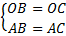 OB = OC
AB = AC